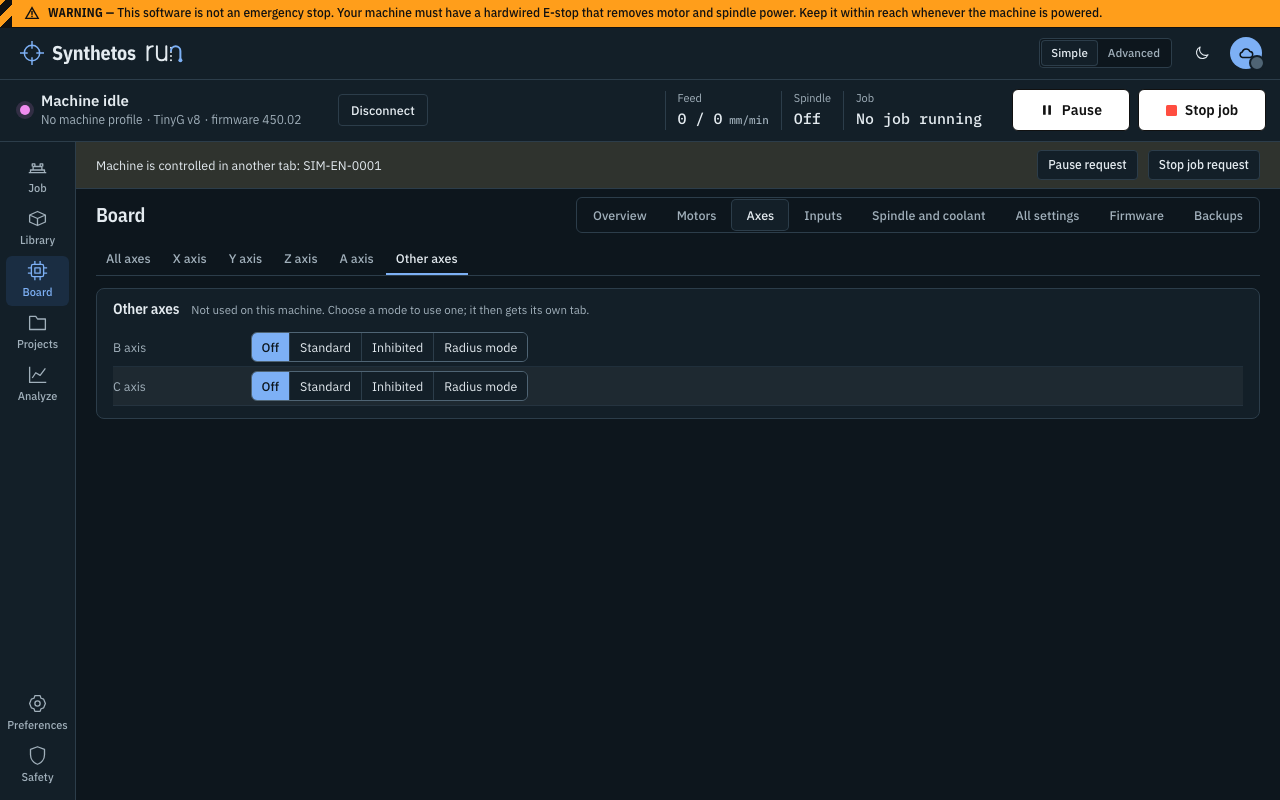 WARNING — This software is not an emergency stop. Your machine must have a hardwired E-stop that removes motor and spindle power. Keep it within reach whenever the machine is powered.
Synthetos run
Simple
Advanced
Machine idle
No machine profile · TinyG v8 · firmware 450.02
Disconnect
Feed
0 / 0 mm/min
Spindle
Off
Job
No job running
Pause
Stop job
Job
Library
Board
Projects
Analyze
Preferences
Safety
Machine is controlled in another tab: SIM-EN-0001
Pause request
Stop job request
Board
Overview
Motors
Axes
Inputs
Spindle and coolant
All settings
Firmware
Backups
All axes
X axis
Y axis
Z axis
A axis
Other axes
Other axes Not used on this machine. Choose a mode to use one; it then gets its own tab.
B axis
Off
Standard
Inhibited
Radius mode
C axis
Off
Standard
Inhibited
Radius mode